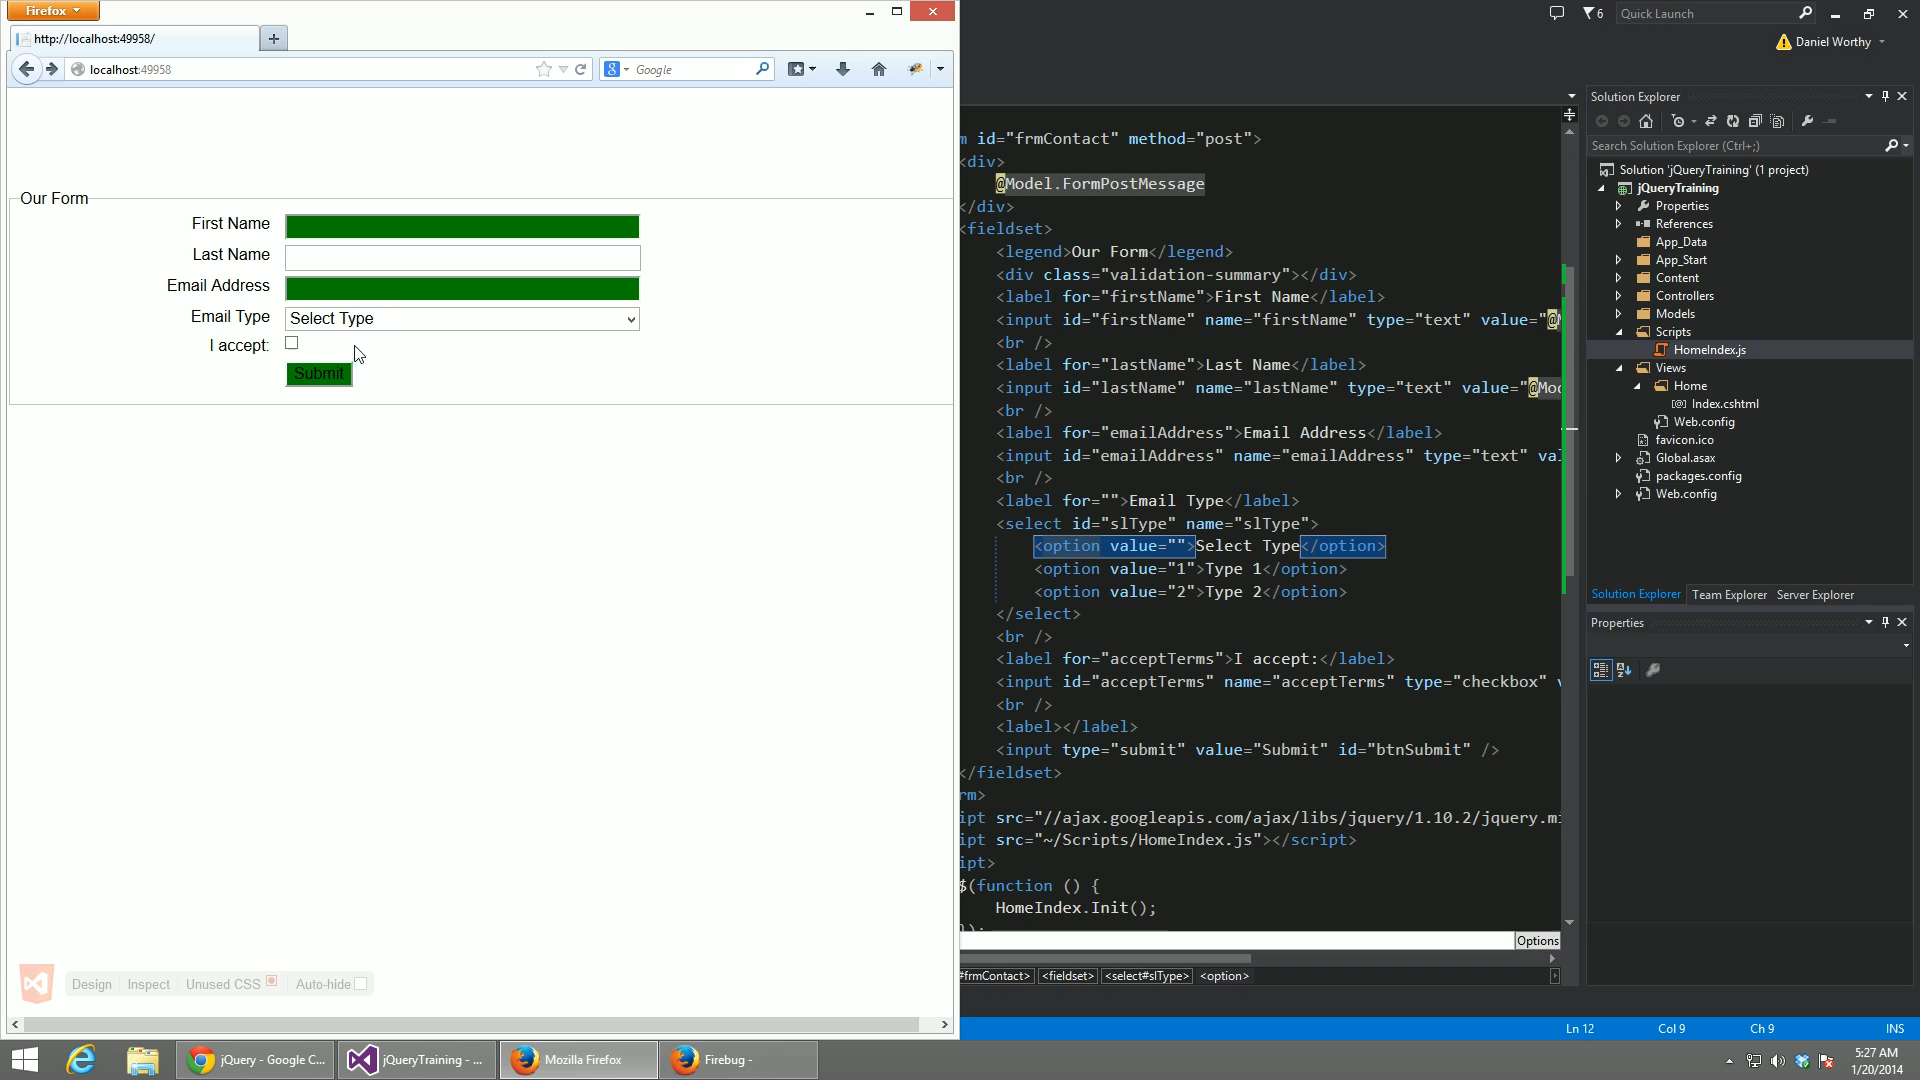 Firefox
http://localhost:49958/
localhost:49958
Google
Our Form
First Name
Last Name
Email Address
Email Type
Select Type
I accept:
Submit
Design
Inspect
Unused CSS
Auto-hide
6
Quick Launch
Daniel Worthy
id="frmContact" method="post">
<div>
@Model.FormPostMessage
</div>
<fieldset>
<legend>Our Form</legend>
<div class="validation-summary"></div>
<label for="firstName">First Name</label>
<input id="firstName" name="firstName" type="text" value="@
<br />
<label for="lastName">Last Name</label>
<input id="lastName" name="lastName" type="text" value="@Mod
<br />
<label for="emailAddress">Email Address</label>
<input id="emailAddress" name="emailAddress" type="text" val
<br />
<label for="">Email Type</label>
<select id="slType" name="slType">
<option value="">Select Type</option>
<option value="1">Type 1</option>
<option value="2">Type 2</option>
</select>
<br />
<label for="acceptTerms">I accept:</label>
<input id="acceptTerms" name="acceptTerms" type="checkbox"
<br />
<label></label>
<input type="submit" value="Submit" id="btnSubmit" />
</fieldset>
rm>
ipt src="//ajax.googleapis.com/ajax/libs/jquery/1.10.2/jquery.mi
ipt src="~/Scripts/HomeIndex.js"></script>
ipt>
$(function () {
HomeIndex.Init();
Options
#frmContact>
<fieldset>
<select#slType>
<option>
Solution Explorer
Search Solution Explorer (Ctrl+;)
Solution 'jQueryTraining' (1 project)
jQueryTraining
Properties
References
App_Data
App_Start
Content
Controllers
Models
Scripts
HomeIndex.js
Views
Home
Index.cshtml
Web.config
favicon.ico
Global.asax
packages.config
Web.config
Solution Explorer
Team Explorer
Server Explorer
Properties
Ln 12
Col 9
Ch 9
INS
jQuery - Google C...
jQueryTraining - ...
Mozilla Firefox
Firebug -
5:27 AM
1/20/2014